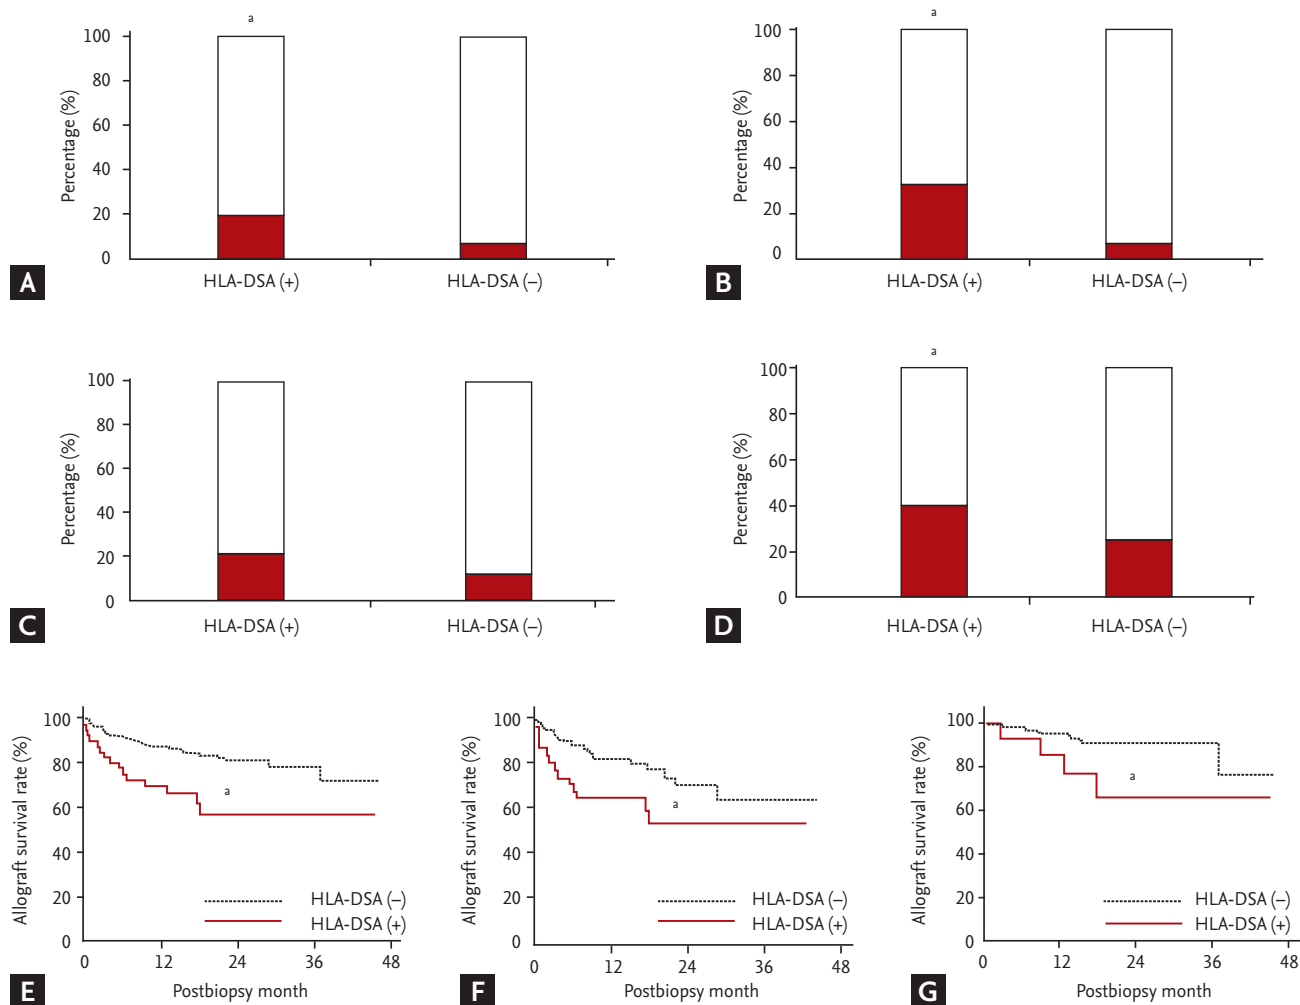 a
100
80
60
40
20
0
Percentage (%)
HLA-DSA (+)
HLA-DSA (–)
A
a
100
80
60
40
20
0
Percentage (%)
HLA-DSA (+)
HLA-DSA (–)
B
100
80
60
40
20
0
Percentage (%)
HLA-DSA (+)
HLA-DSA (–)
C
a
100
80
60
40
20
0
Percentage (%)
HLA-DSA (+)
HLA-DSA (–)
D
100
80
60
40
20
0
Allograft survival rate (%)
a
HLA-DSA (–)
HLA-DSA (+)
0 12 24 36 48
Postbiopsy month
E
100
80
60
40
20
0
Allograft survival rate (%)
a
HLA-DSA (–)
HLA-DSA (+)
0 12 24 36 48
Postbiopsy month
F
100
80
60
40
20
0
Allograft survival rate (%)
a
HLA-DSA (–)
HLA-DSA (+)
0 12 24 36 48
Postbiopsy month
G